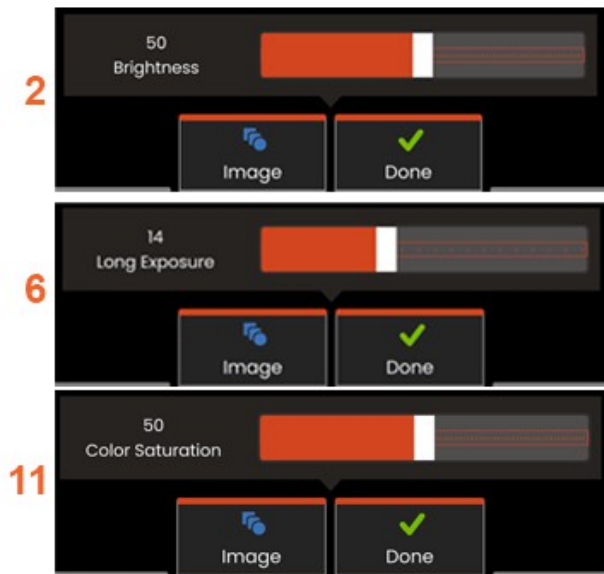 2
50
Brightness
Image Done
6
14
Long Exposure
Image Done
11
50
Color Saturation
Image Done